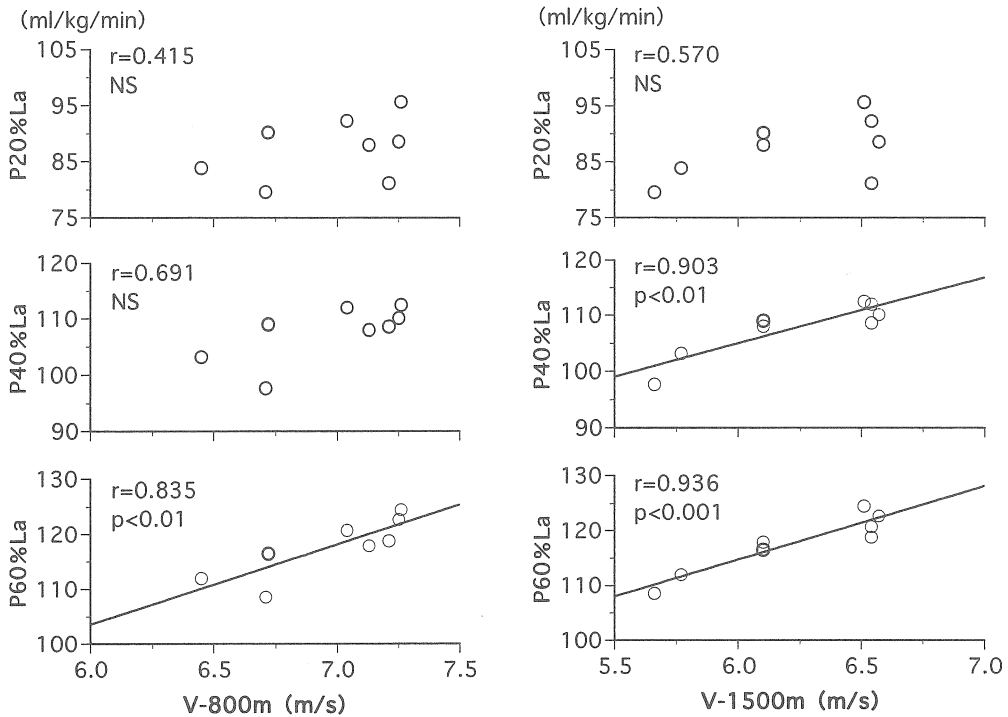 (ml/kg/min)
105
95
85
75
P20%La
r=0.415
NS
120
110
100
90
P40%La
r=0.691
NS
130
120
110
100
P60%La
r=0.835
p<0.01
6.0 6.5 7.0 7.5
V-800m (m/s)
(ml/kg/min)
105
95
85
75
P20%La
r=0.570
NS
120
110
100
90
P40%La
r=0.903
p<0.01
130
120
110
100
P60%La
r=0.936
p<0.001
5.5 6.0 6.5 7.0
V-1500m (m/s)